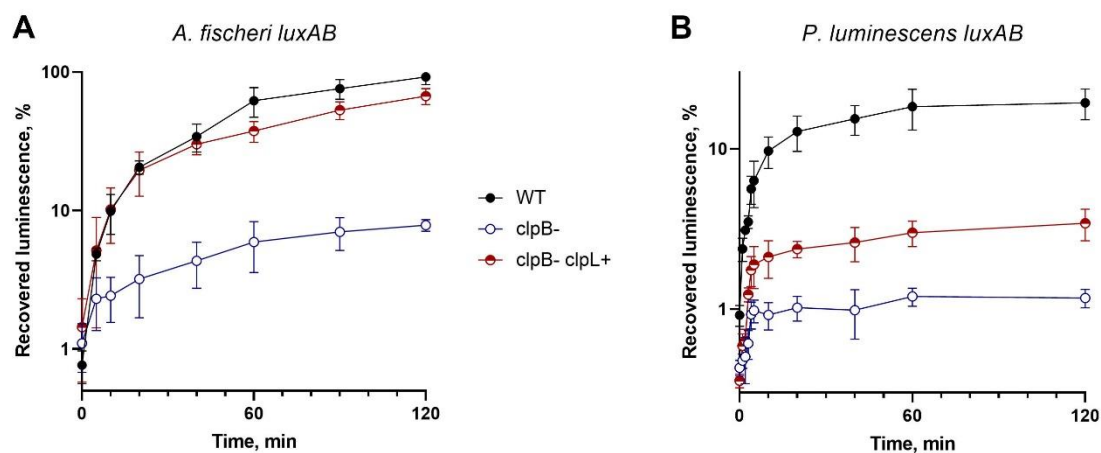 A
A. fischeri luxAB
Recovered luminescence, %
100
10
1
0
60
120
Time, min
WT
clpB-
clpB- clpL+
B
P. luminescens luxAB
Recovered luminescence, %
10
1
0
60
120
Time, min